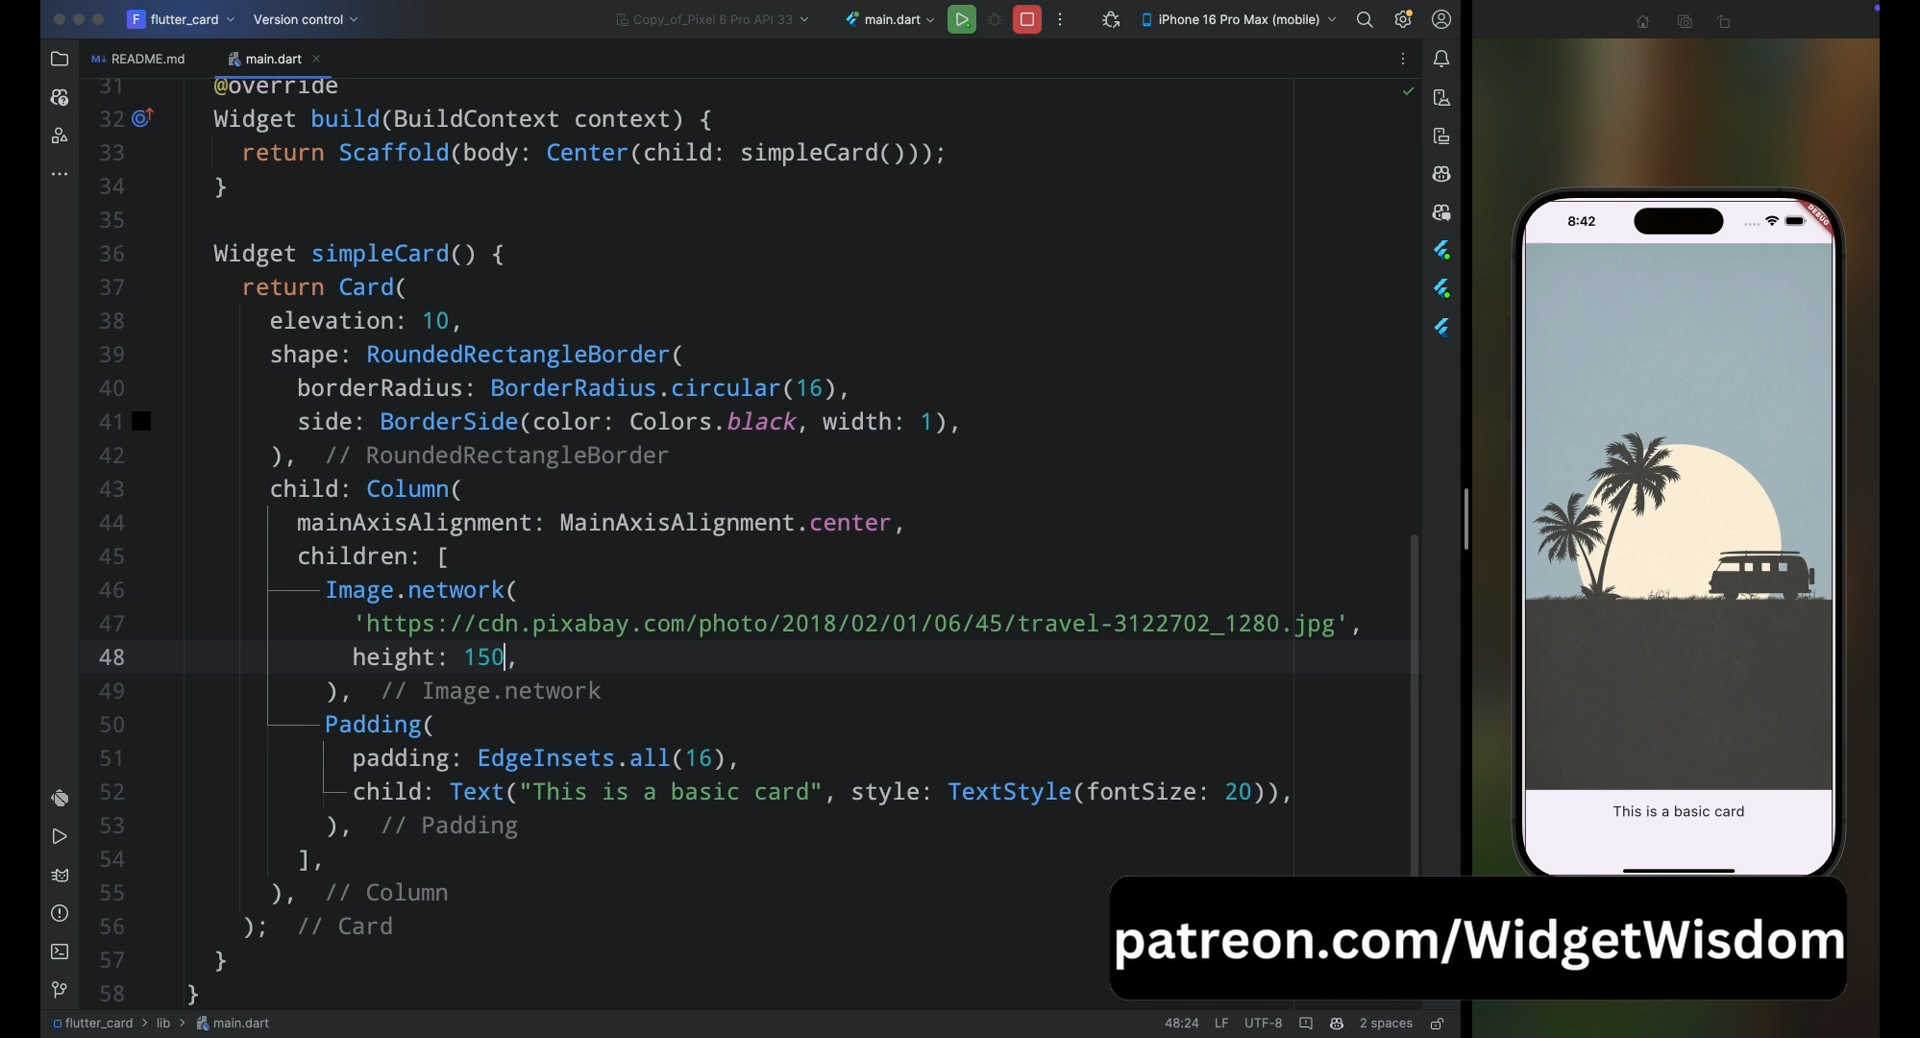 F flutter_card
Version control
Copy_of_Pixel 6 Pro API 33
main.dart
iPhone 16 Pro Max (mobile)
M↓ README.md
main.dart
31 @override
32 Widget build(BuildContext context) {
33 return Scaffold(body: Center(child: simpleCard()));
34 }
35
36 Widget simpleCard() {
37 return Card(
38 elevation: 10,
39 shape: RoundedRectangleBorder(
40 borderRadius: BorderRadius.circular(16),
41 side: BorderSide(color: Colors.black, width: 1),
42 ), // RoundedRectangleBorder
43 child: Column(
44 mainAxisAlignment: MainAxisAlignment.center,
45 children: [
46 Image.network(
47 'https://cdn.pixabay.com/photo/2018/02/01/06/45/travel-3122702_1280.jpg',
48 height: 150,
49 ), // Image.network
50 Padding(
51 padding: EdgeInsets.all(16),
52 child: Text("This is a basic card", style: TextStyle(fontSize: 20)),
53 ), // Padding
54 ],
55 ), // Column
56 ); // Card
57 }
58 }
8:42
DEBUG
This is a basic card
patreon.com/WidgetWisdom
flutter_card > lib > main.dart
48:24 LF UTF-8 2 spaces